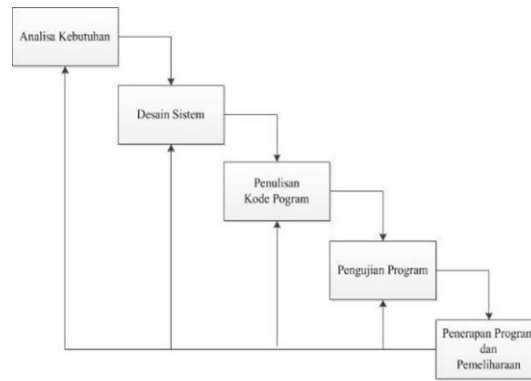 Analisa Kebutuhan
Desain Sistem
Penulisan
Kode Pogram
Pengujian Program
Penerapan Program
dan
Pemeliharaan